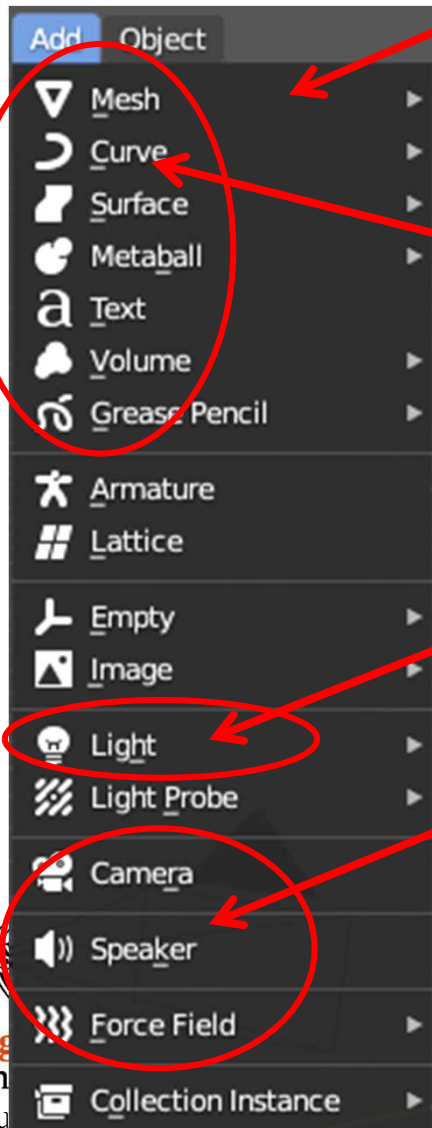 Add Object
Mesh
Curve
Surface
Metaball
Text
Volume
Grease Pencil
Armature
Lattice
Empty
Image
Light
Light Probe
Camera
Speaker
Force Field
Collection Instance